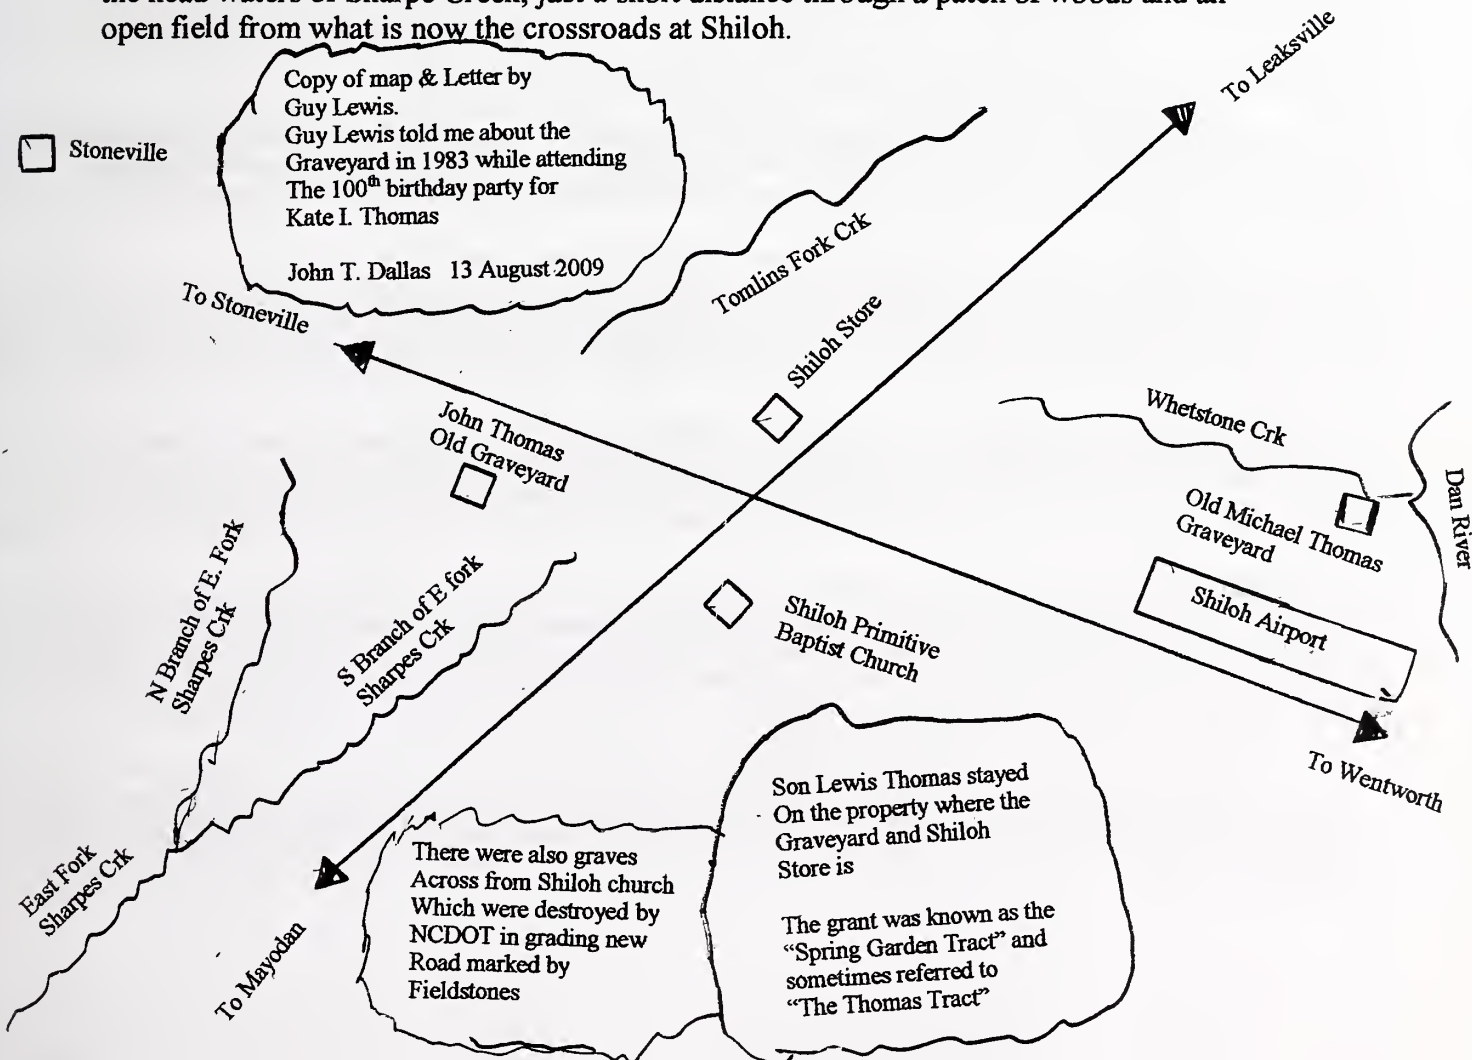 the head waters of Sharpe Creek, just a short distance through a patch of woods and an
open field from what is now the crossroads at Shiloh.
Copy of map & Letter by
Guy Lewis.
Guy Lewis told me about the
Graveyard in 1983 while attending
The 100th birthday party for
Kate I. Thomas
John T. Dallas 13 August 2009
Stoneville
To Leaksville
To Stoneville
Tomlins Fork Crk
Shiloh Store
John Thomas
Old Graveyard
Whetstone Crk
Dan River
Old Michael Thomas
Graveyard
Shiloh Airport
N Branch of E. Fork
Sharpes Crk
S Branch of E fork
Sharpes Crk
Shiloh Primitive
Baptist Church
To Wentworth
East Fork
Sharpes Crk
To Mayodan
There were also graves
Across from Shiloh church
Which were destroyed by
NCDOT in grading new
Road marked by
Fieldstones
Son Lewis Thomas stayed
On the property where the
Graveyard and Shiloh
Store is
The grant was known as the
“Spring Garden Tract” and
sometimes referred to
“The Thomas Tract”